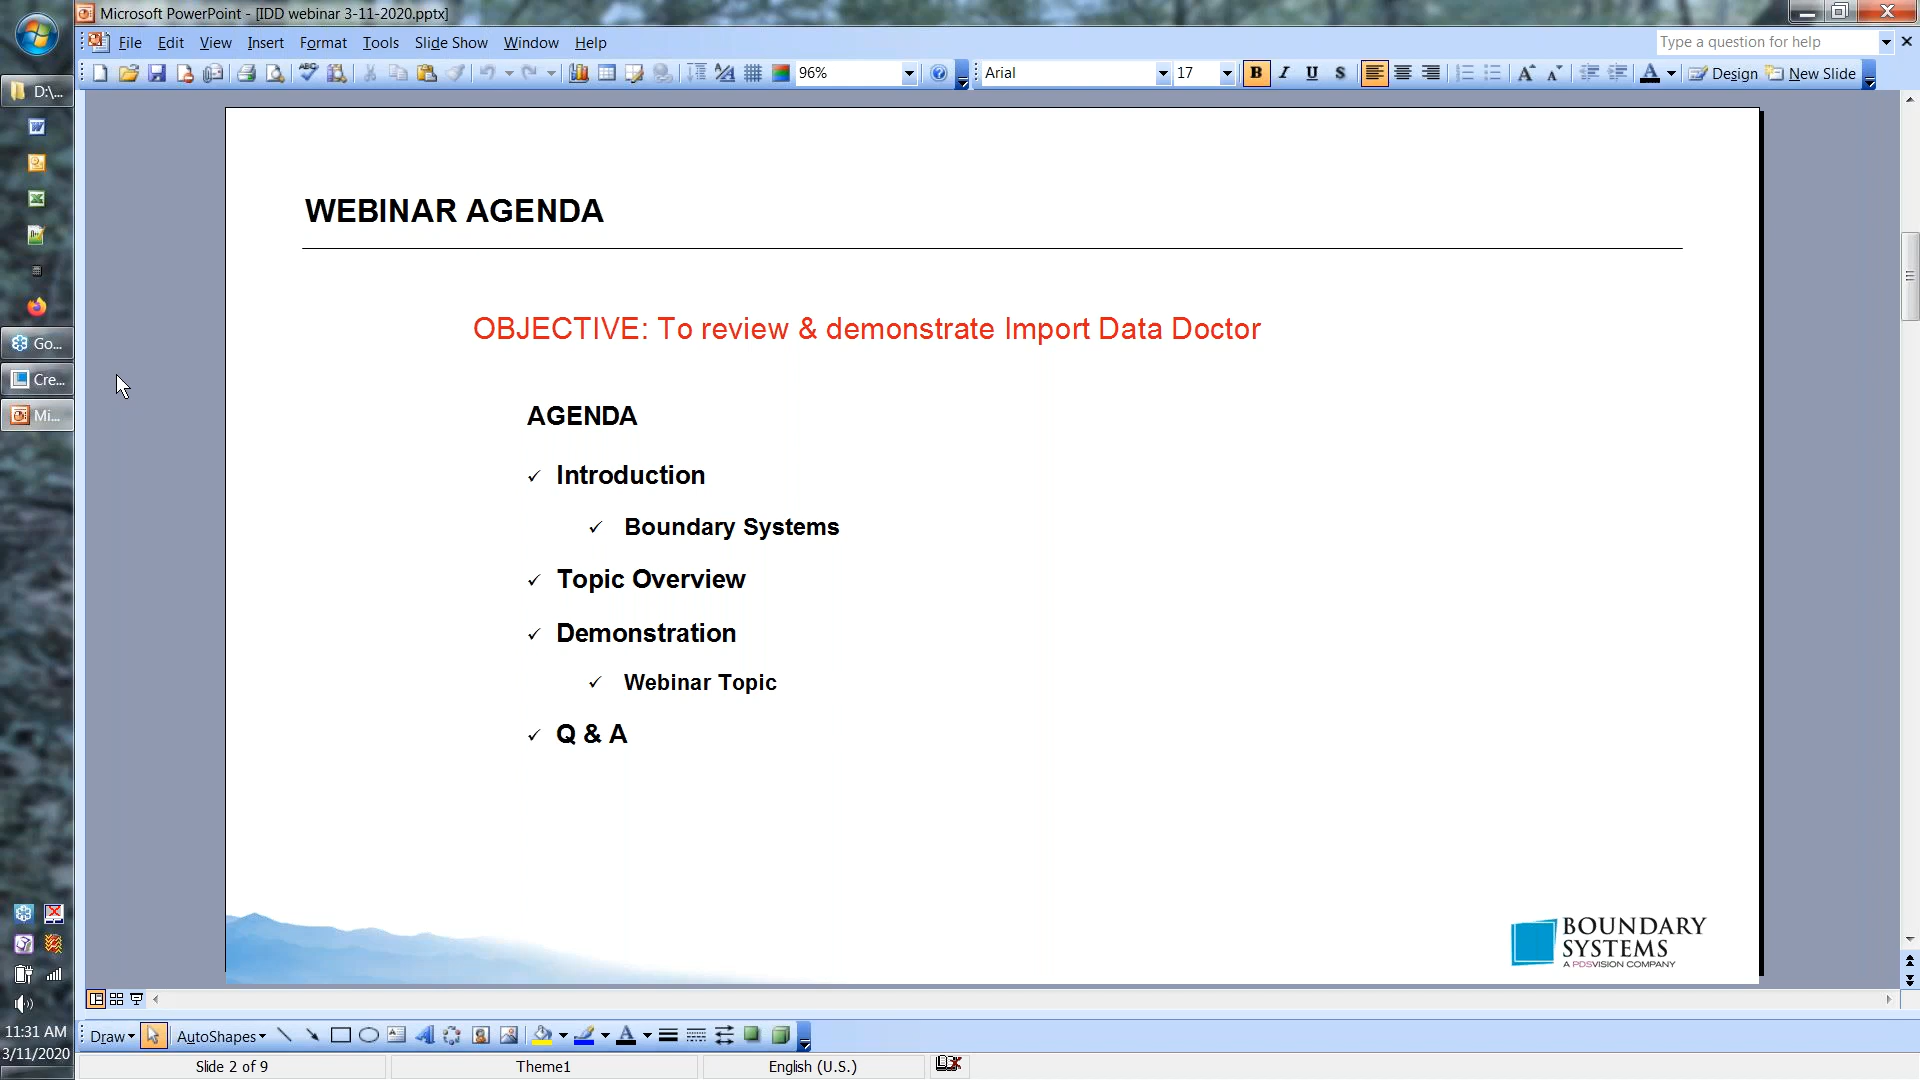 Microsoft PowerPoint - [IDD webinar 3-11-2020.pptx]
File Edit View Insert Format Tools Slide Show Window Help
Type a question for help
96%
Arial
17
B I U S
Design New Slide
D:\...
Go...
Cre...
Mi...
WEBINAR AGENDA
OBJECTIVE: To review & demonstrate Import Data Doctor
AGENDA
✓ Introduction
✓ Boundary Systems
✓ Topic Overview
✓ Demonstration
✓ Webinar Topic
✓ Q & A
BOUNDARY
SYSTEMS
A PDSVISION COMPANY
Draw AutoShapes
11:31 AM
3/11/2020
Slide 2 of 9
Theme1
English (U.S.)